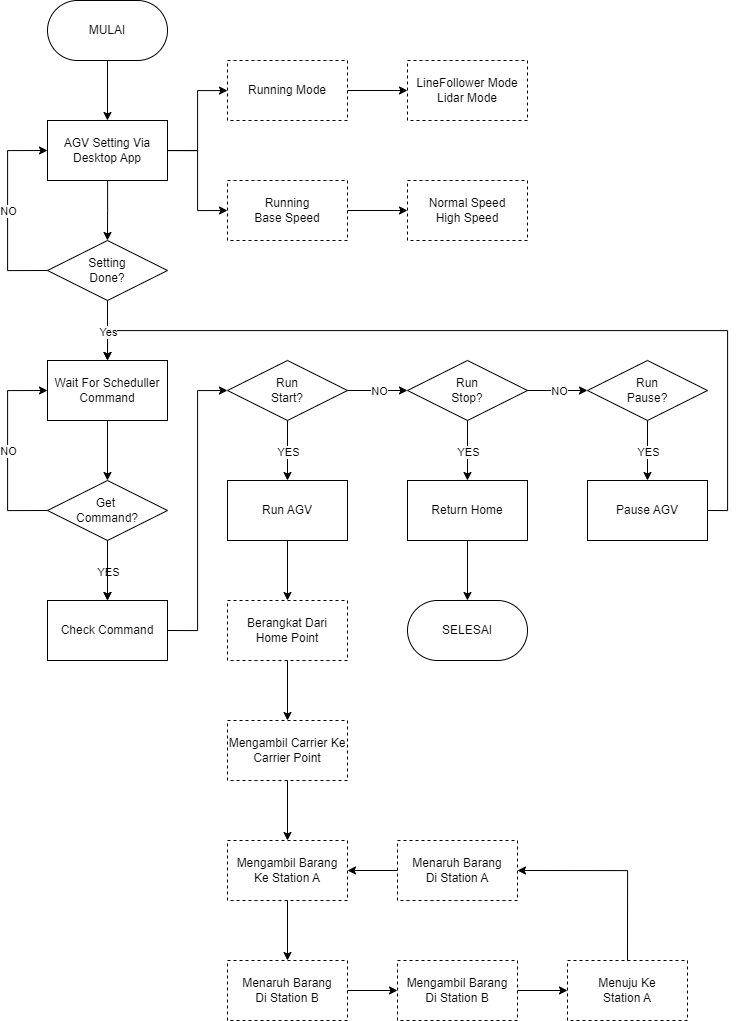 MULAI
AGV Setting Via
Desktop App
Running Mode
LineFollower Mode
Lidar Mode
Running
Base Speed
Normal Speed
High Speed
NO
Setting
Done?
Yes
Wait For Scheduller
Command
Run
Start?
NO
Run
Stop?
NO
Run
Pause?
NO
YES
YES
YES
Get
Command?
Run AGV
Return Home
Pause AGV
YES
Check Command
Berangkat Dari
Home Point
SELESAI
Mengambil Carrier Ke
Carrier Point
Mengambil Barang
Ke Station A
Menaruh Barang
Di Station A
Menaruh Barang
Di Station B
Mengambil Barang
Di Station B
Menuju Ke
Station A